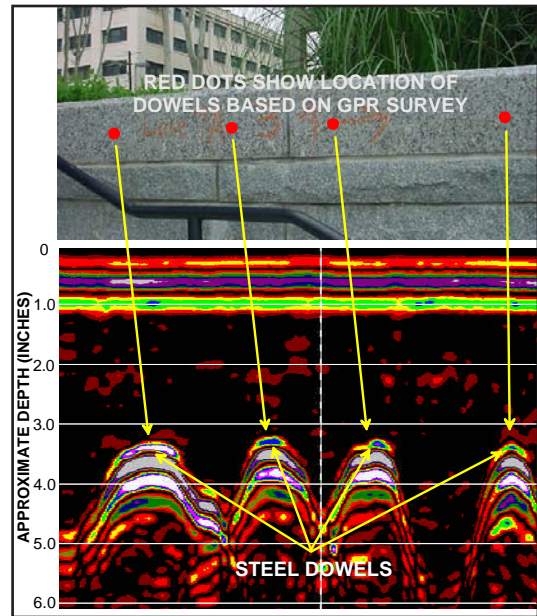 RED DOTS SHOW LOCATION OF
DOWELS BASED ON GPR SURVEY
APPROXIMATE DEPTH (INCHES)
0
1.0
2.0
3.0
4.0
5.0
6.0
STEEL DOWELS